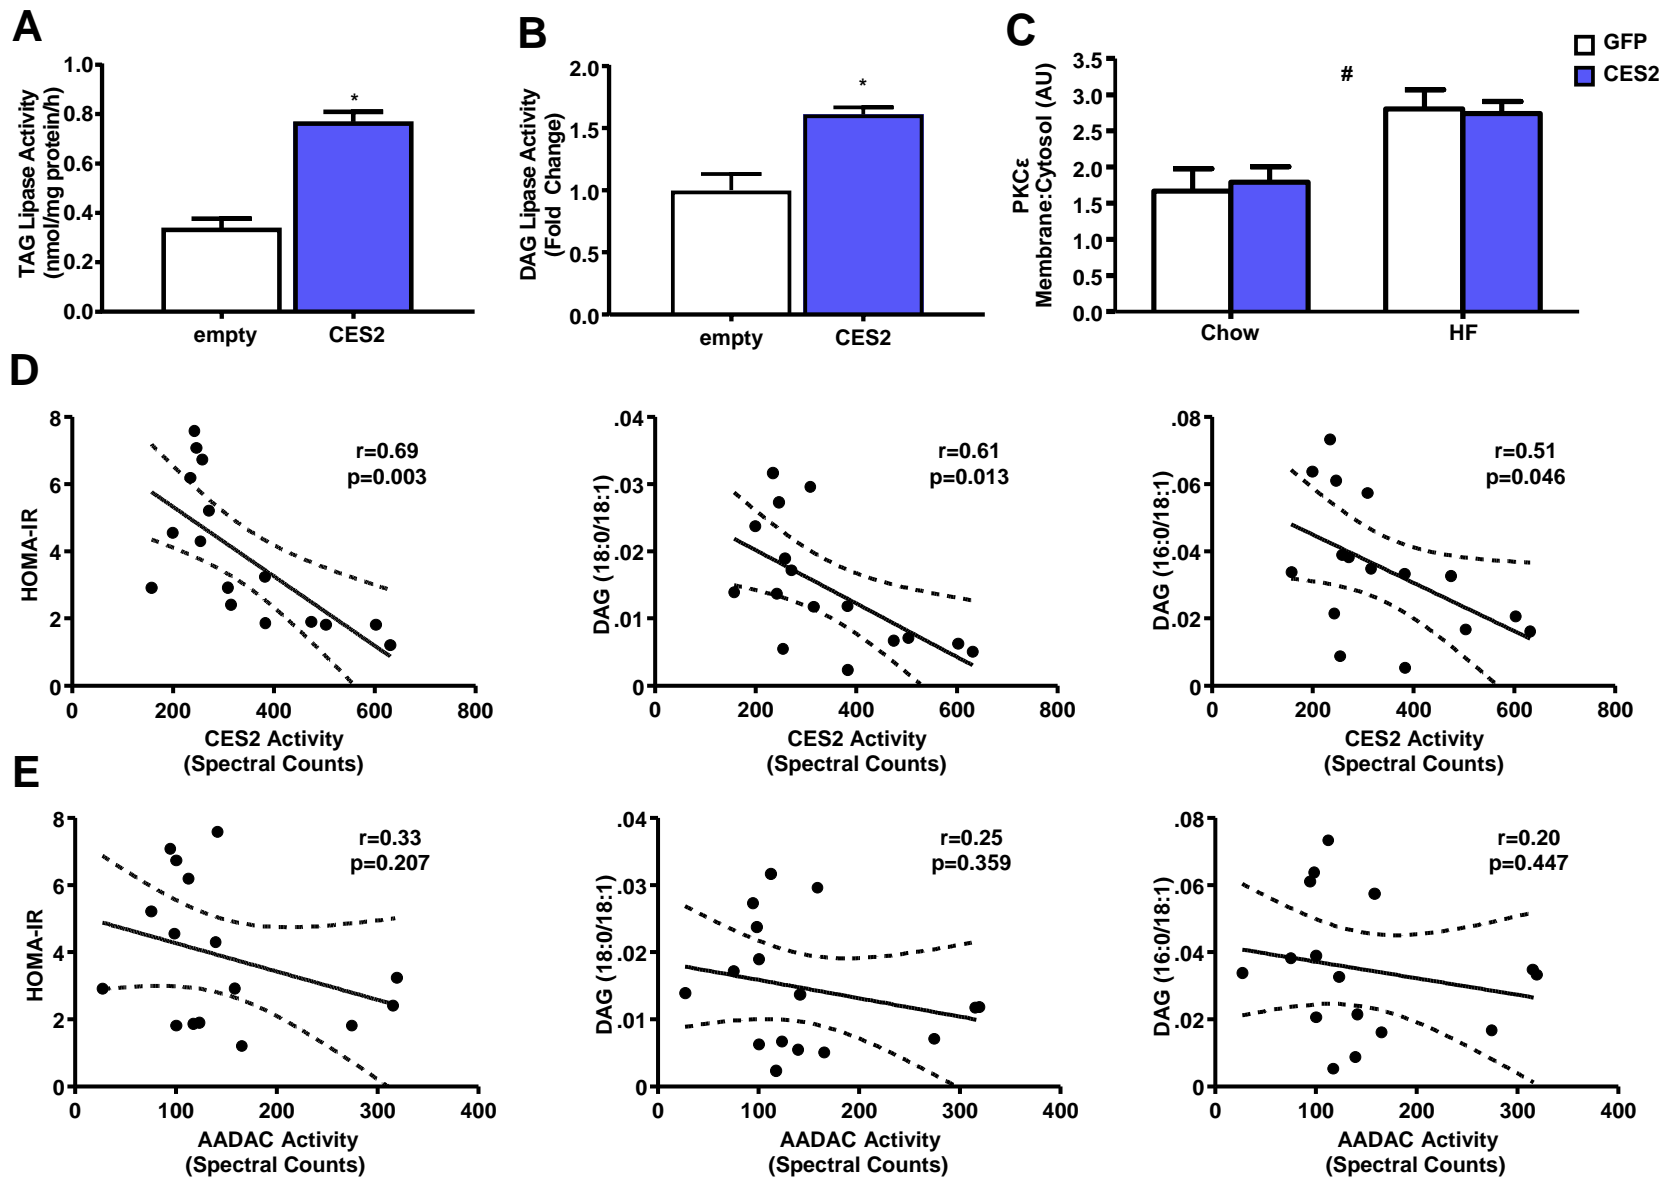 A
TAG Lipase Activity
(nmol/mg protein/h)
1.0
0.8
0.6
0.4
0.2
0.0
*
empty
CES2
B
DAG Lipase Activity
(Fold Change)
2.0
1.5
1.0
0.5
0.0
*
empty
CES2
C
PKCε
Membrane:Cytosol (AU)
3.5
3.0
2.5
2.0
1.5
1.0
0.5
0.0
#
Chow
HF
GFP
CES2
D
HOMA-IR
8
6
4
2
0
r=0.69
p=0.003
0
200
400
600
800
CES2 Activity
(Spectral Counts)
DAG (18:0/18:1)
.04
.03
.02
.01
0
r=0.61
p=0.013
0
200
400
600
800
CES2 Activity
(Spectral Counts)
DAG (16:0/18:1)
.08
.06
.04
.02
0
r=0.51
p=0.046
0
200
400
600
800
CES2 Activity
(Spectral Counts)
E
HOMA-IR
8
6
4
2
0
r=0.33
p=0.207
0
100
200
300
400
AADAC Activity
(Spectral Counts)
DAG (18:0/18:1)
.04
.03
.02
.01
0
r=0.25
p=0.359
0
100
200
300
400
AADAC Activity
(Spectral Counts)
DAG (16:0/18:1)
.08
.06
.04
.02
0
r=0.20
p=0.447
0
100
200
300
400
AADAC Activity
(Spectral Counts)